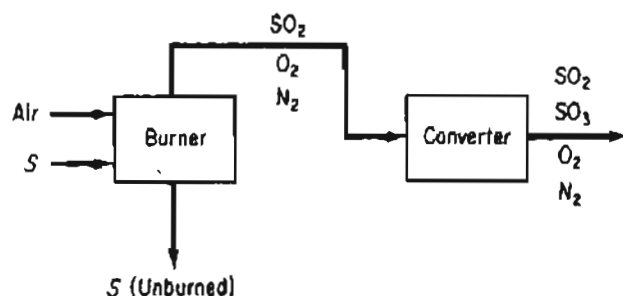 SO₂
O₂
N₂
Air
S
Burner
S (Unburned)
Converter
SO₂
SO₃
O₂
N₂